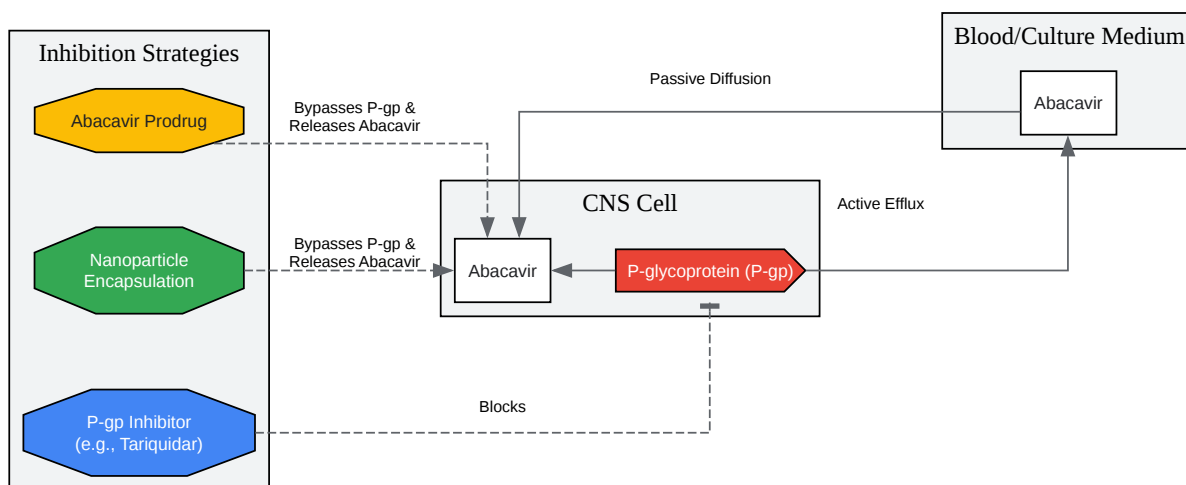 Inhibition Strategies
Abacavir Prodrug
Nanoparticle
Encapsulation
P-gp Inhibitor
(e.g., Tariquidar)
Bypasses P-gp &
Releases Abacavir
Bypasses P-gp &
Releases Abacavir
Blocks
Passive Diffusion
CNS Cell
Abacavir
P-glycoprotein (P-gp)
Active Efflux
Blood/Culture Medium
Abacavir